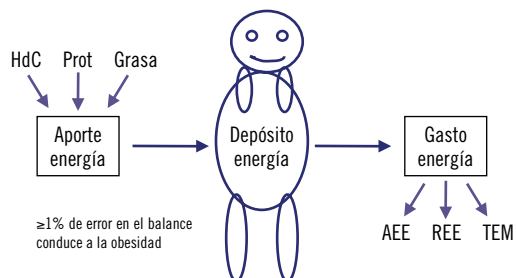 HdC Prot Grasa
Aporte
energía
Depósito
energía
Gasto
energía
≥1% de error en el balance
conduce a la obesidad
AEE REE TEM